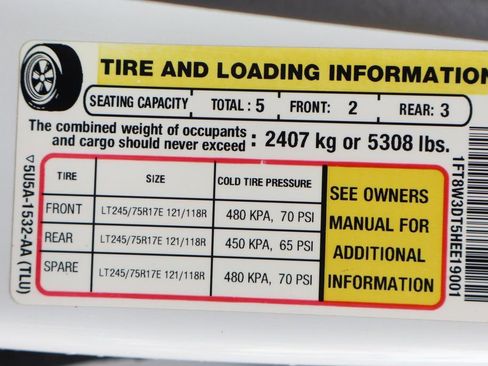 TIRE AND LOADING INFORMATION
SEATING CAPACITY TOTAL : 5 FRONT: 2 REAR: 3
The combined weight of occupants
and cargo should never exceed : 2407 kg or 5308 lbs.
TIRE SIZE COLD TIRE PRESSURE
FRONT LT245/75R17E 121/118R 480 KPA, 70 PSI
REAR LT245/75R17E 121/118R 450 KPA, 65 PSI
SPARE LT245/75R17E 121/118R 480 KPA, 70 PSI
SEE OWNERS
MANUAL FOR
ADDITIONAL
INFORMATION
5U5A-1532-AA (TLU)
1FT8W3DT5HEE19001